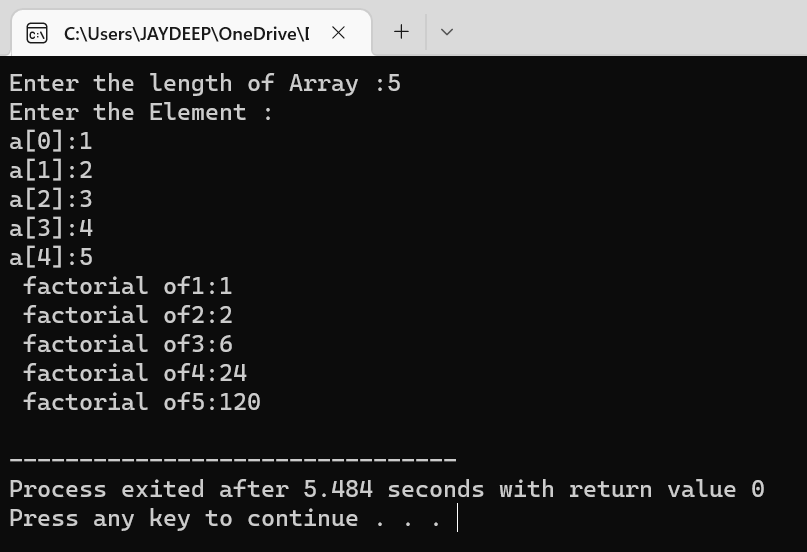 C:\Users\JAYDEEP\OneDrive\D
Enter the length of Array :5
Enter the Element :
a[0]:1
a[1]:2
a[2]:3
a[3]:4
a[4]:5
factorial of1:1
factorial of2:2
factorial of3:6
factorial of4:24
factorial of5:120
--------------------------------
Process exited after 5.484 seconds with return value 0
Press any key to continue . . .